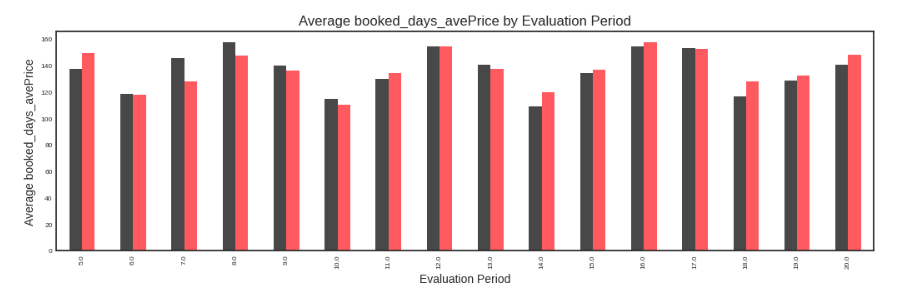 Average booked_days_avePrice by Evaluation Period
Average booked_days_avePrice
160
140
120
100
80
60
40
20
0
5.0 6.0 7.0 8.0 9.0 10.0 11.0 12.0 13.0 14.0 15.0 16.0 17.0 18.0 19.0 20.0
Evaluation Period